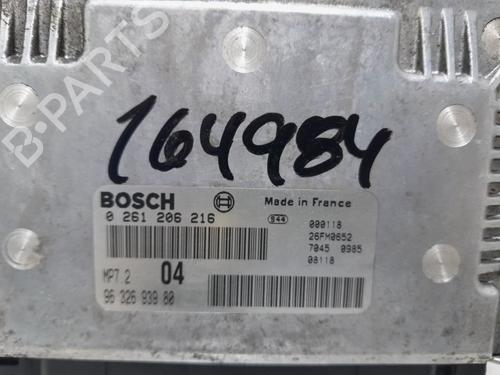 B-PARTS
164984
BOSCH
Made in France
0 261 206 216
944
000118
26FM0652
7045 0985
08118
MP7.2 04
96 326 939 80